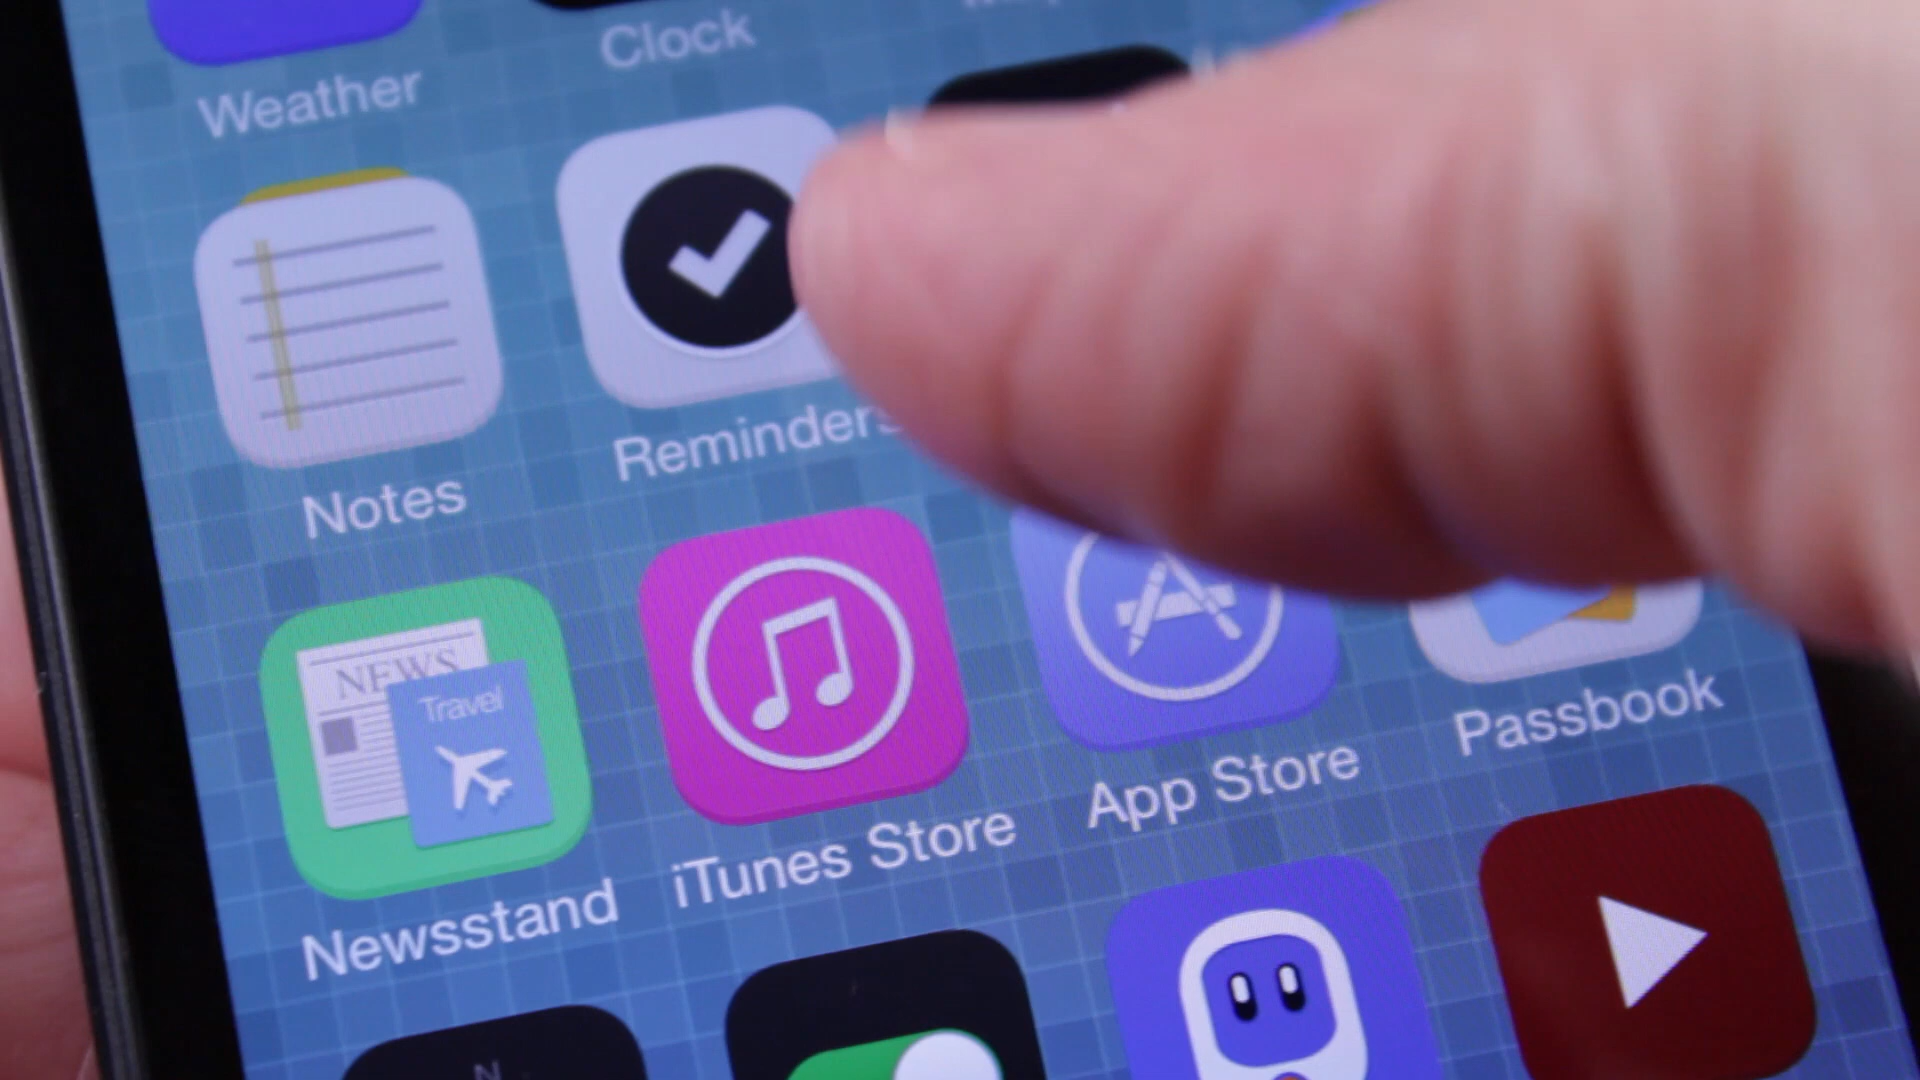 Weather
Clock
Notes
Reminders
NEWS
Travel
Newsstand
iTunes Store
App Store
Passbook
N